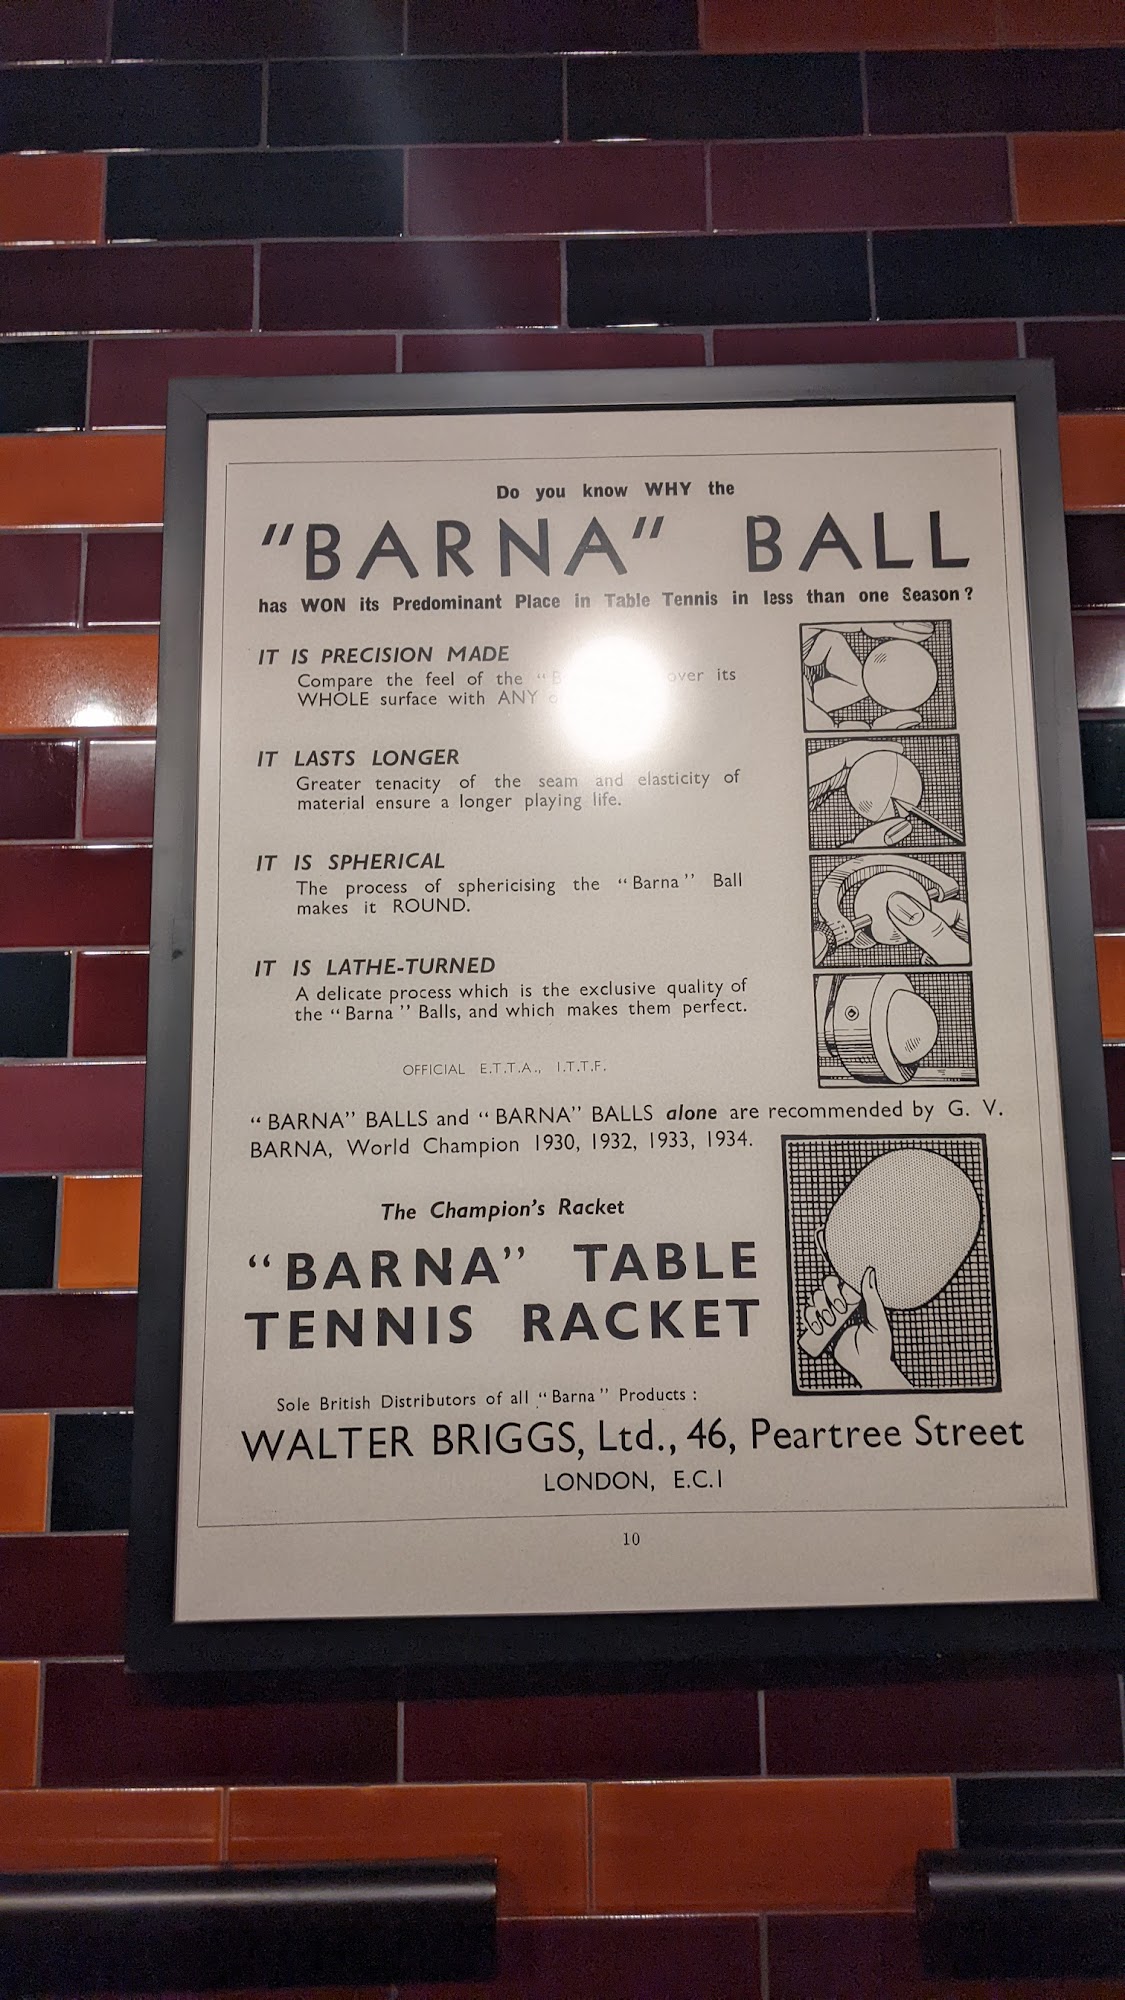 Do you know WHY the
"BARNA" BALL
has WON its Predominant Place in Table Tennis in less than one Season?
IT IS PRECISION MADE
Compare the feel of the over its
WHOLE surface with ANY
IT LASTS LONGER
Greater tenacity of the seam and elasticity of
material ensure a longer playing life.
IT IS SPHERICAL
The process of sphericising the "Barna" Ball
makes it ROUND.
IT IS LATHE-TURNED
A delicate process which is the exclusive quality of
the "Barna" Balls, and which makes them perfect.
OFFICIAL E.T.T.A., I.T.T.F.
"BARNA" BALLS and "BARNA" BALLS alone are recommended by G. V.
BARNA, World Champion 1930, 1932, 1933, 1934.
The Champion's Racket
"BARNA" TABLE
TENNIS RACKET
Sole British Distributors of all "Barna" Products:
WALTER BRIGGS, Ltd., 46, Peartree Street
LONDON, E.C.1
10